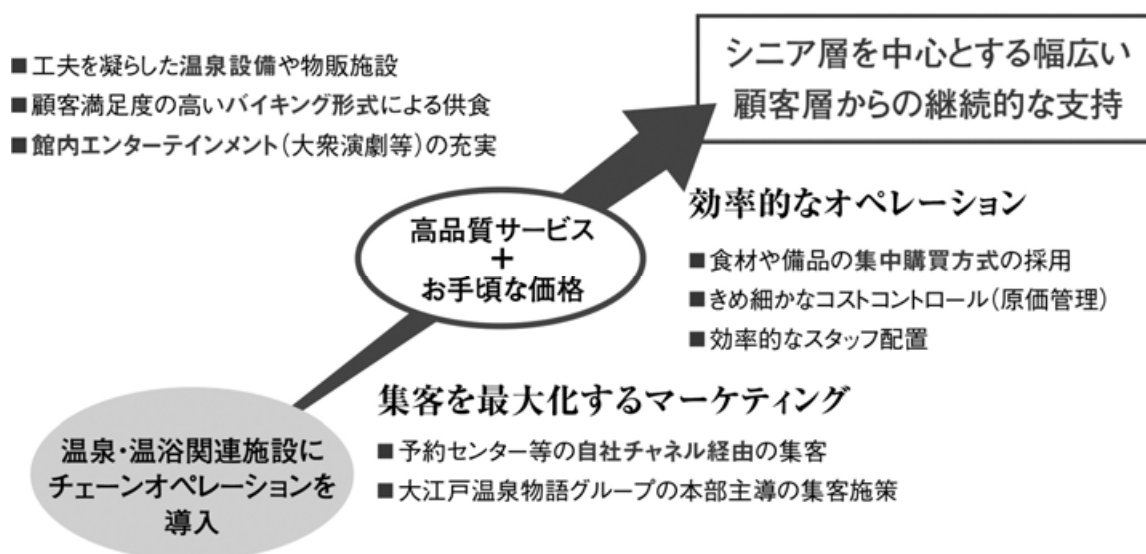 ■工夫を凝らした温泉設備や物販施設
■顧客満足度の高いバイキング形式による供食
■館内エンターテインメント(大衆演劇等)の充実
シニア層を中心とする幅広い
顧客層からの継続的な支持
高品質サービス
+
お手頃な価格
効率的なオペレーション
■食材や備品の集中購買方式の採用
■きめ細かなコストコントロール(原価管理)
■効率的なスタッフ配置
集客を最大化するマーケティング
■予約センター等の自社チャネル経由の集客
■大江戸温泉物語グループの本部主導の集客施策
温泉・温浴関連施設に
チェーンオペレーションを
導入